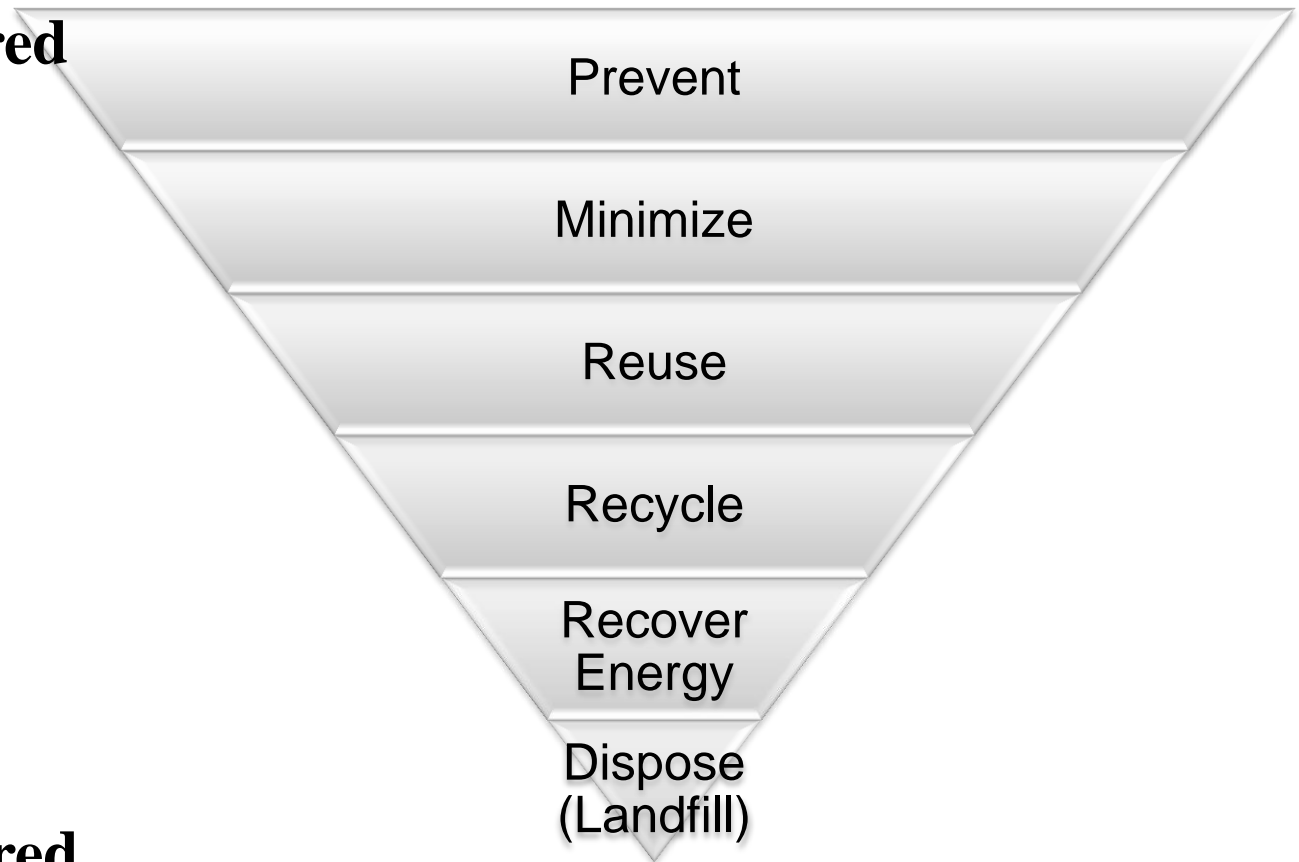 red
Prevent
Minimize
Reuse
Recycle
Recover
Energy
Dispose
(Landfill)
red